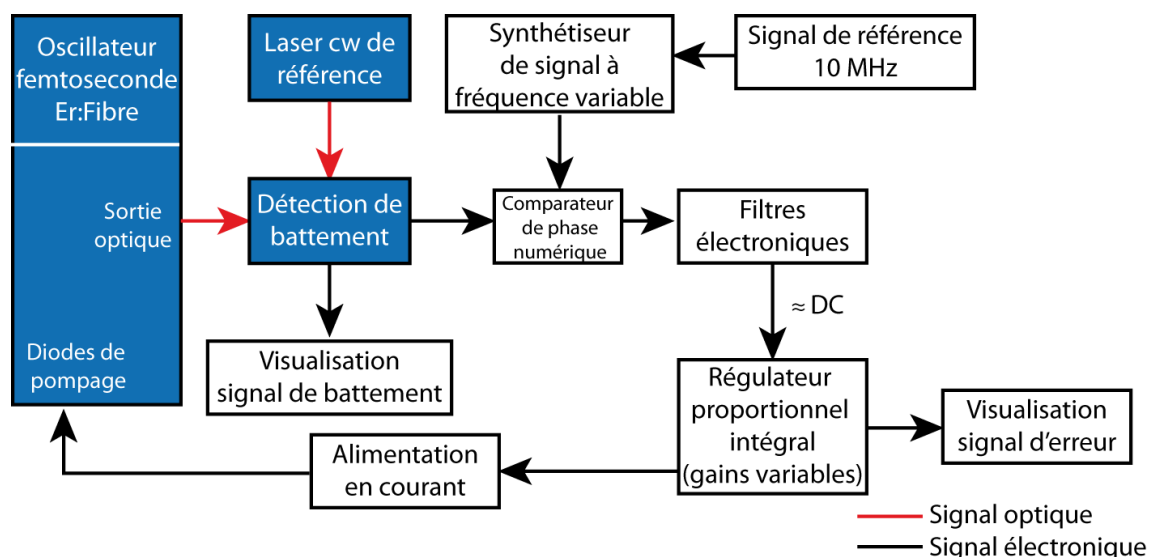 Oscillateur
femtoseconde
Er:Fibre
Laser cw de
référence
Synthétiseur
de signal à
fréquence variable
Signal de référence
10 MHz
Sortie
optique
Détection de
battement
Comparateur
de phase
numérique
Filtres
électroniques
≈ DC
Diodes de
pompage
Visualisation
signal de battement
Régulateur
proportionnel
intégral
(gains variables)
Visualisation
signal d'erreur
Alimentation
en courant
Signal optique
Signal électronique